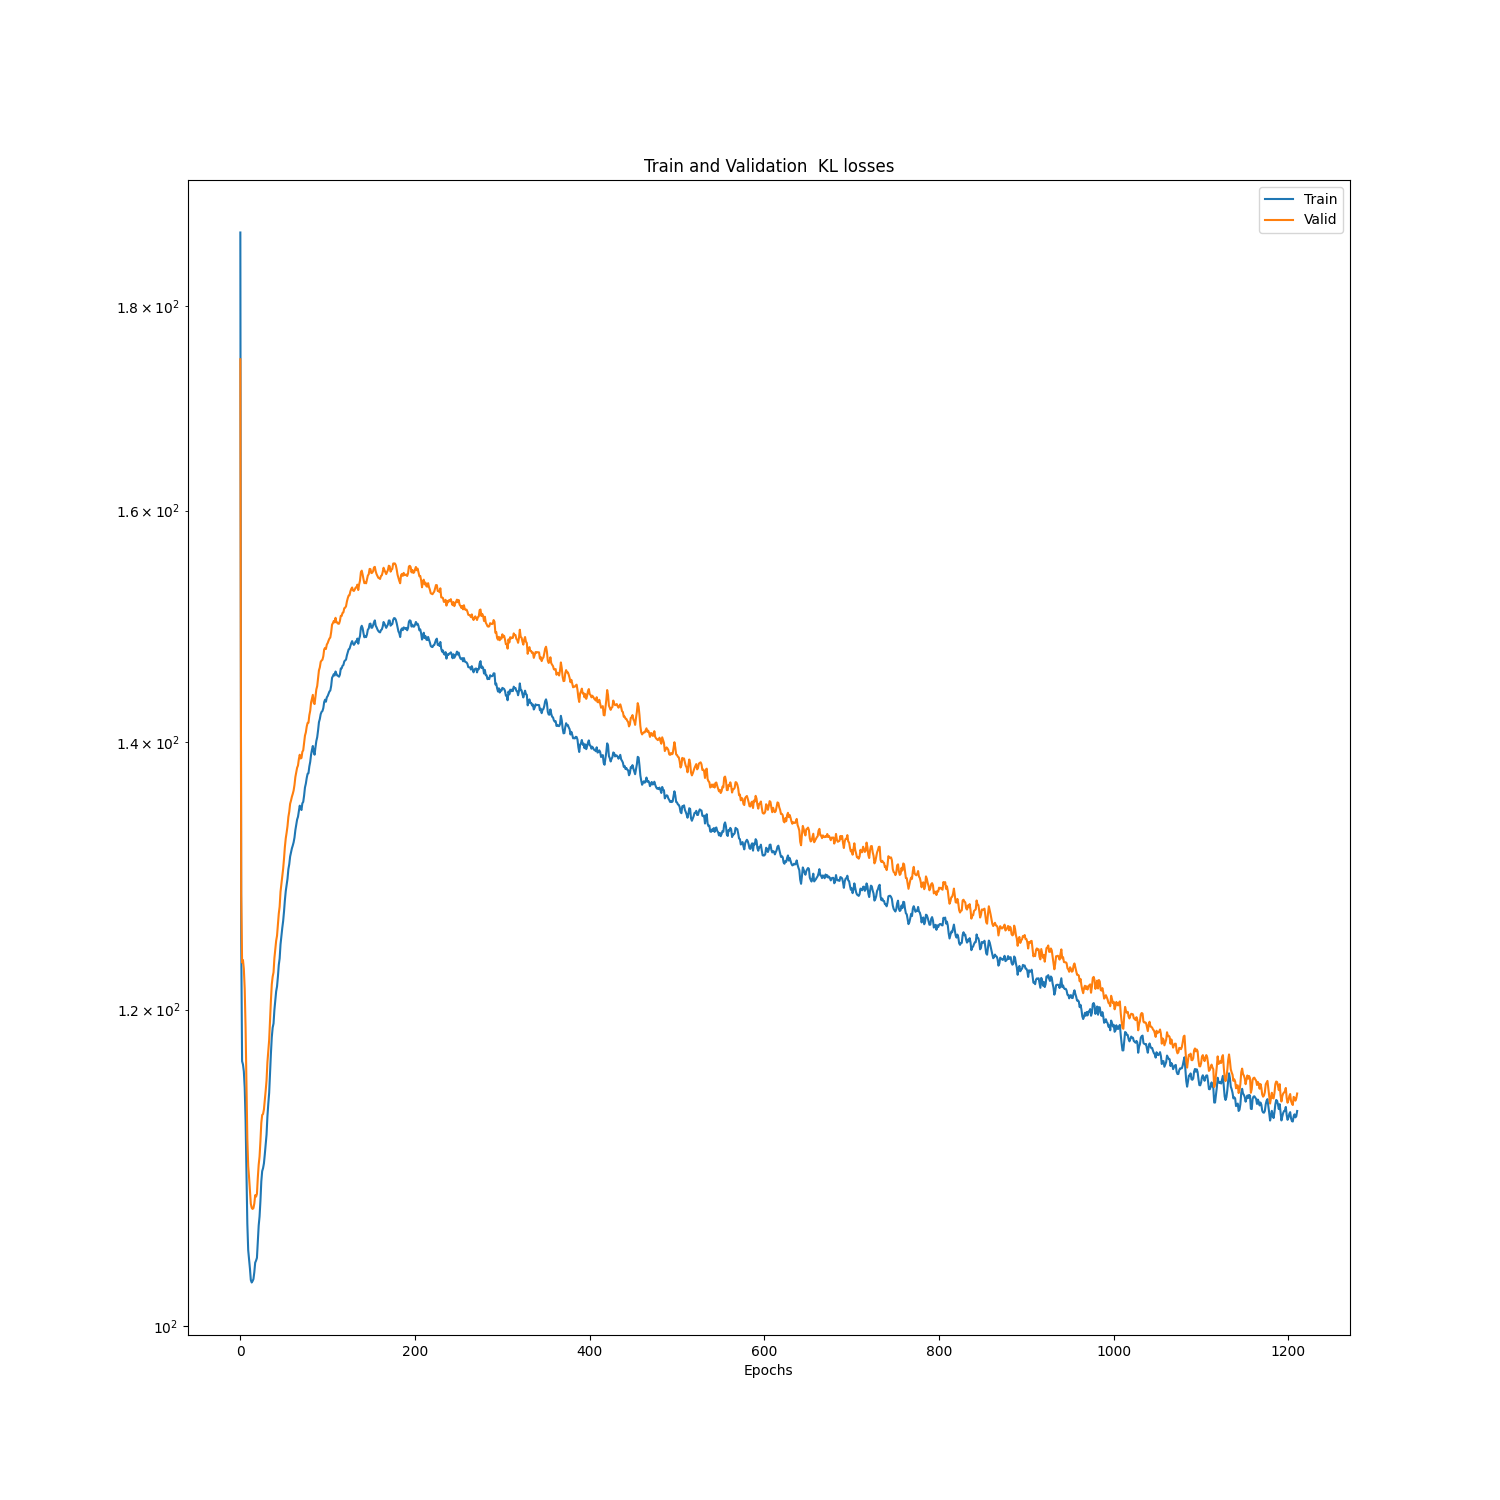 Train and Validation  KL losses
Train
Valid
1.8 × 10²
1.6 × 10²
1.4 × 10²
1.2 × 10²
10²
0 200 400 600 800 1000 1200
Epochs